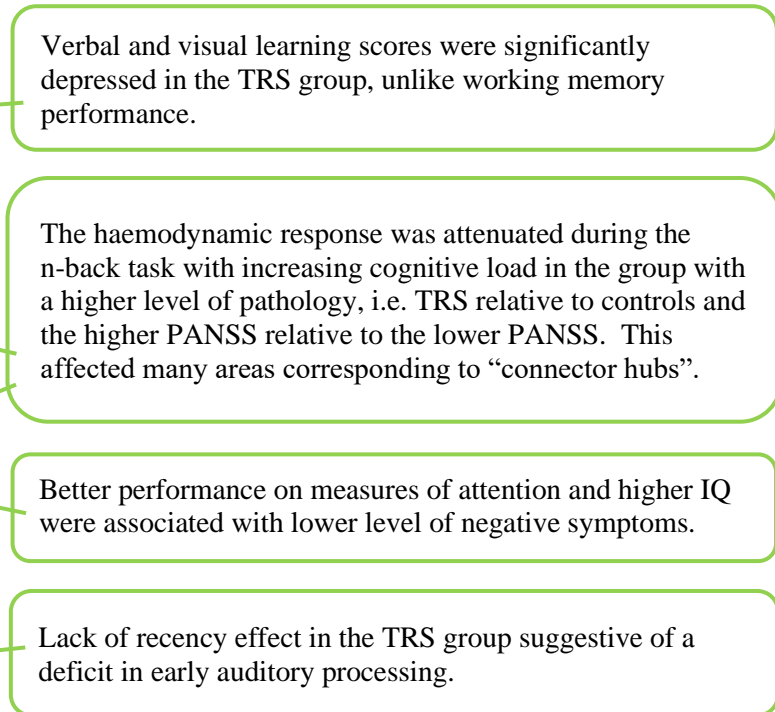 Verbal and visual learning scores were significantly
depressed in the TRS group, unlike working memory
performance.
The haemodynamic response was attenuated during the
n-back task with increasing cognitive load in the group with
a higher level of pathology, i.e. TRS relative to controls and
the higher PANSS relative to the lower PANSS.  This
affected many areas corresponding to “connector hubs”.
Better performance on measures of attention and higher IQ
were associated with lower level of negative symptoms.
Lack of recency effect in the TRS group suggestive of a
deficit in early auditory processing.